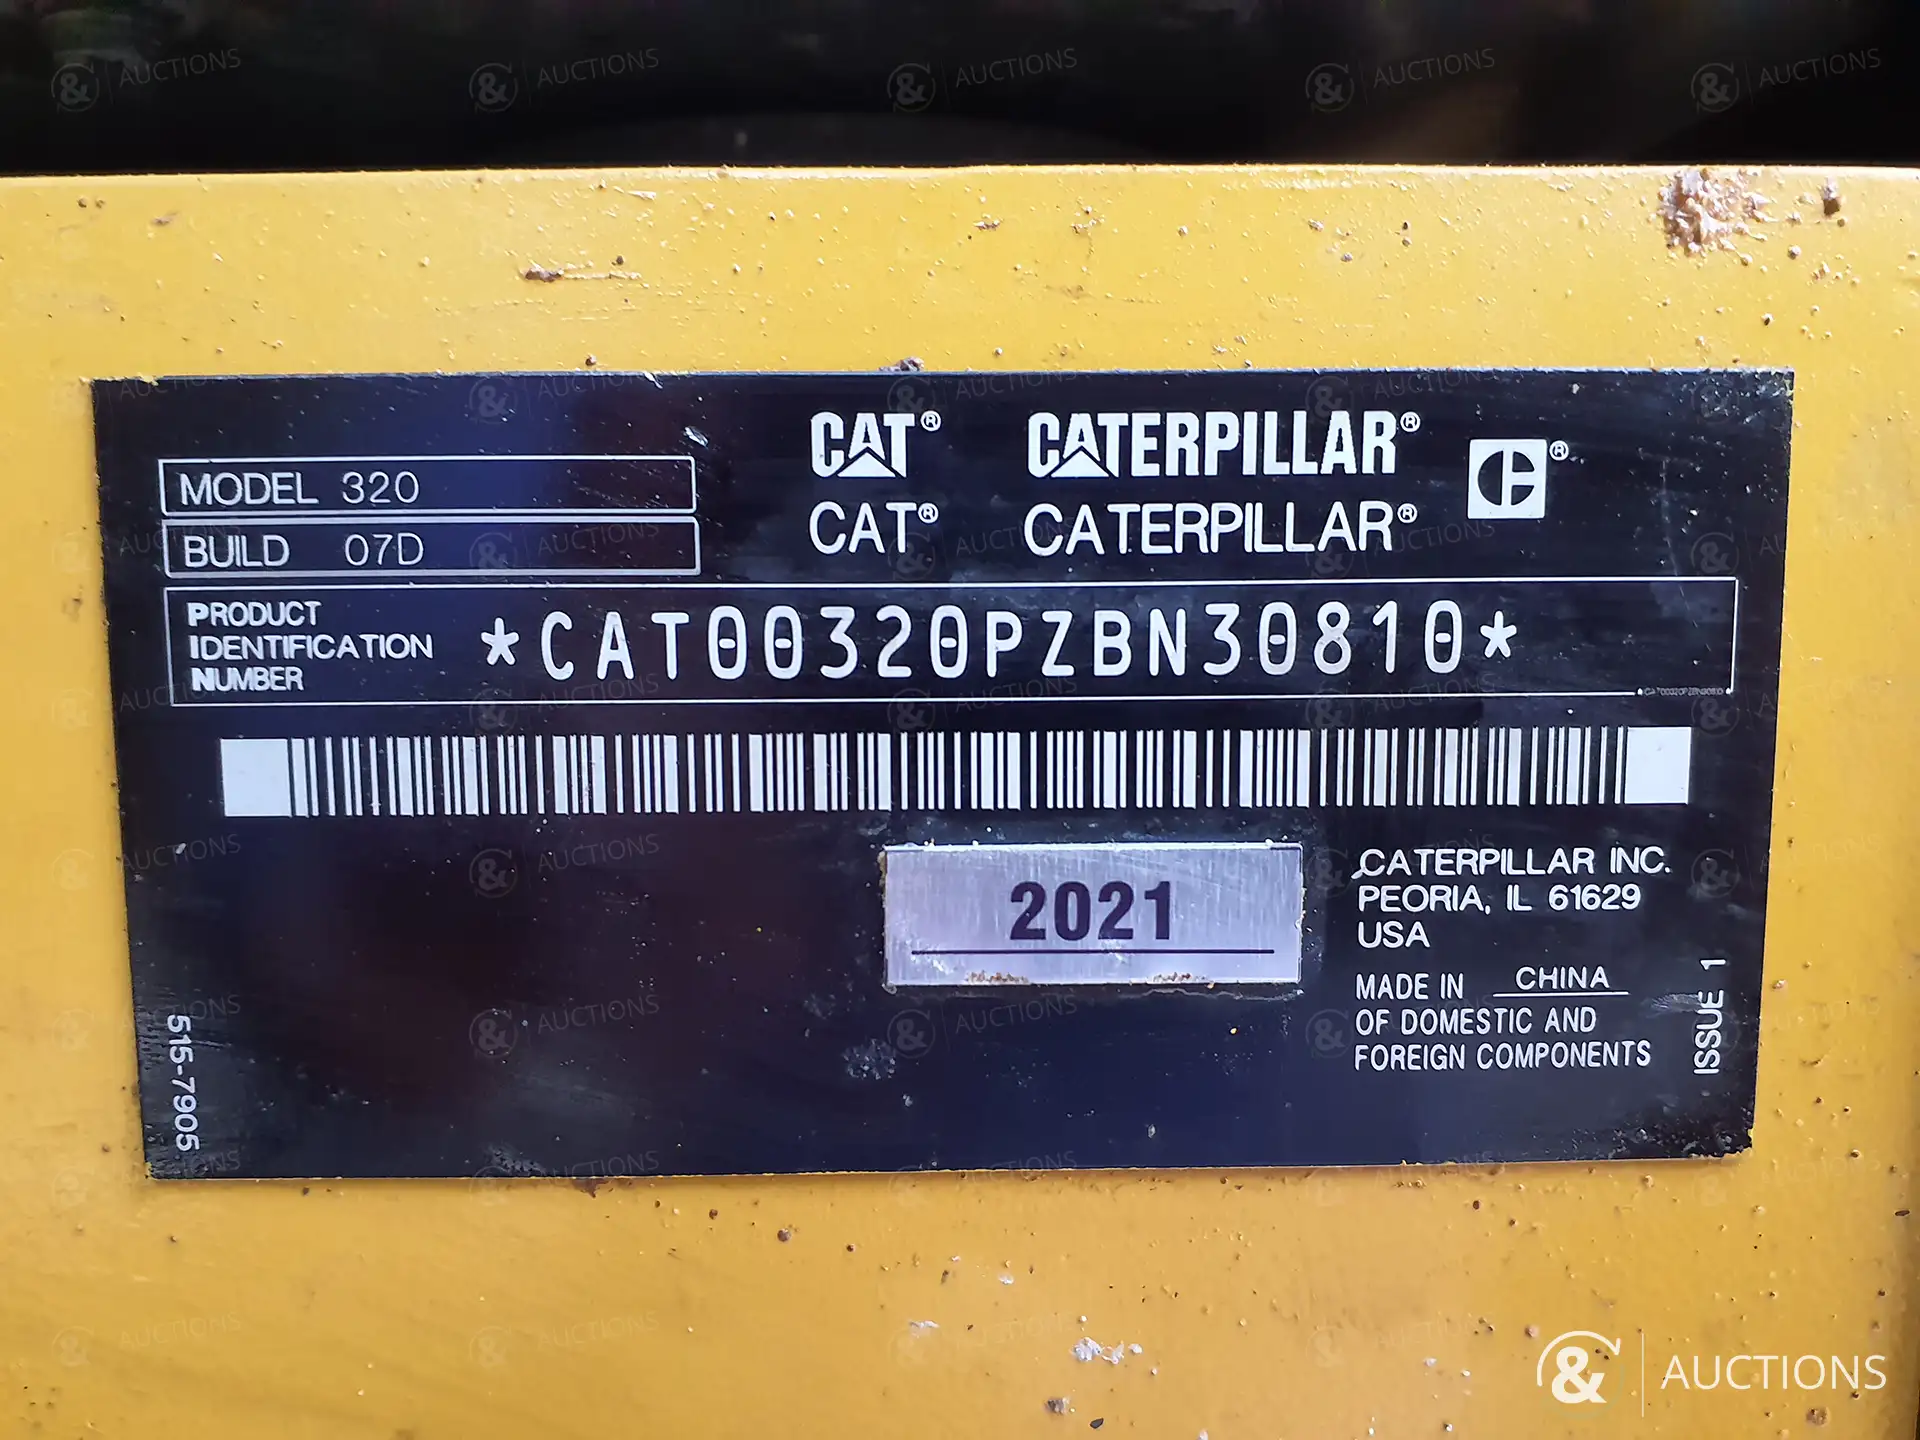 CAT® CATERPILLAR®
CAT® CATERPILLAR®
MODEL 320
BUILD 07D
PRODUCT
IDENTIFICATION
NUMBER
*CAT00320PZBN30810*
CAT00320PZBN30810
2021
CATERPILLAR INC.
PEORIA, IL 61629
USA
MADE IN CHINA
OF DOMESTIC AND
FOREIGN COMPONENTS
ISSUE 1
515-7905
& AUCTIONS